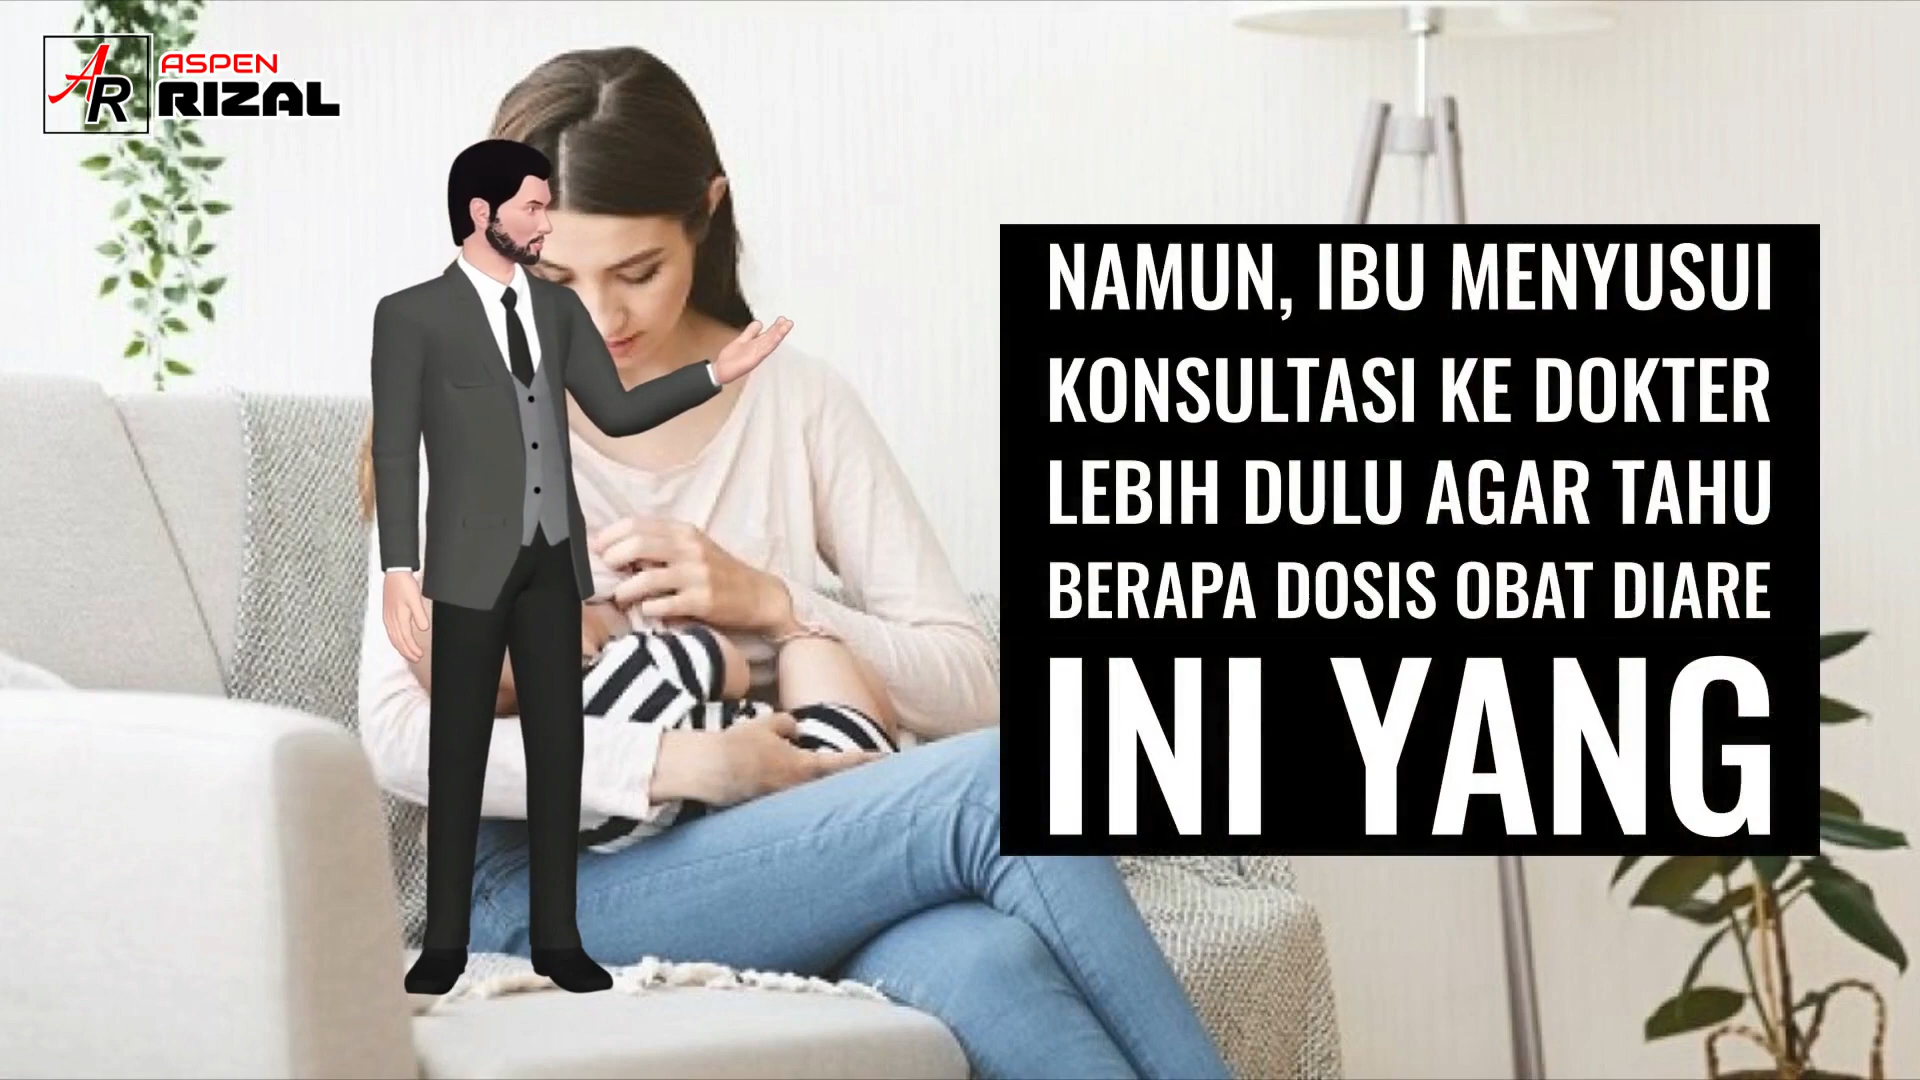 AR
ASPEN
RIZAL
NAMUN, IBU MENYUSUI
KONSULTASI KE DOKTER
LEBIH DULU AGAR TAHU
BERAPA DOSIS OBAT DIARE
INI YANG